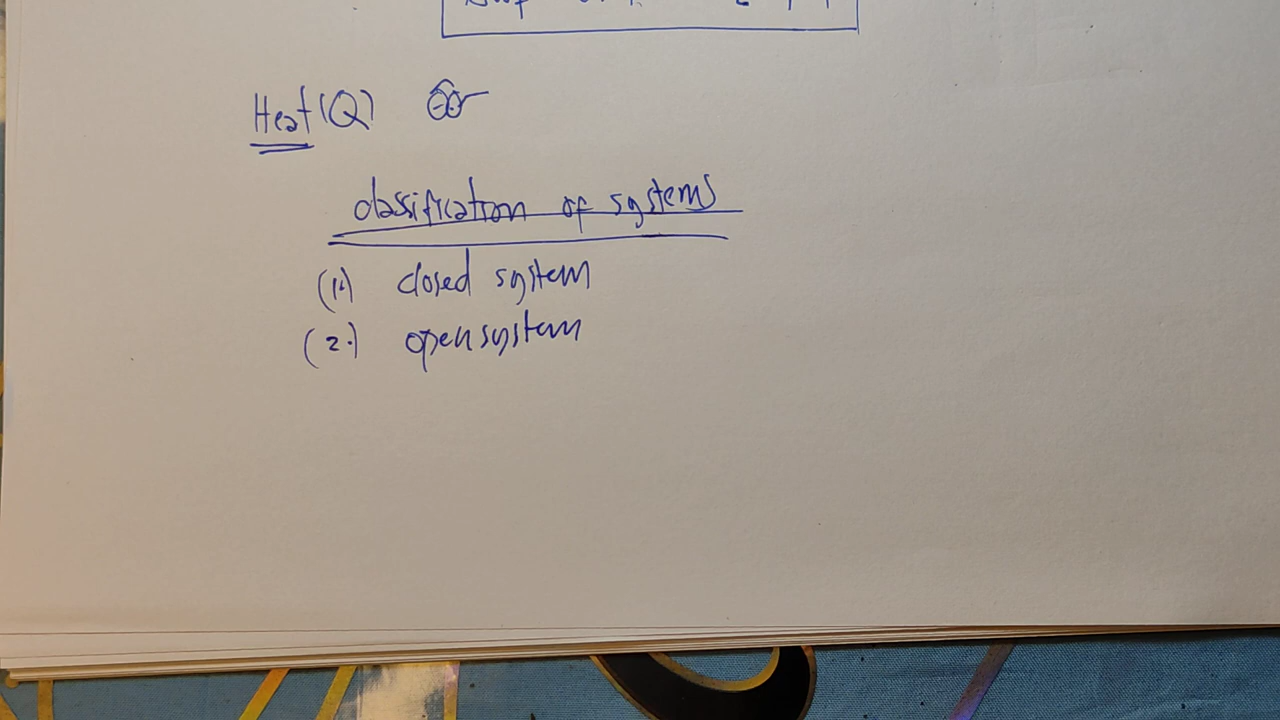 Heat (Q)
classification of systems
(1.) closed system
(2.) open system